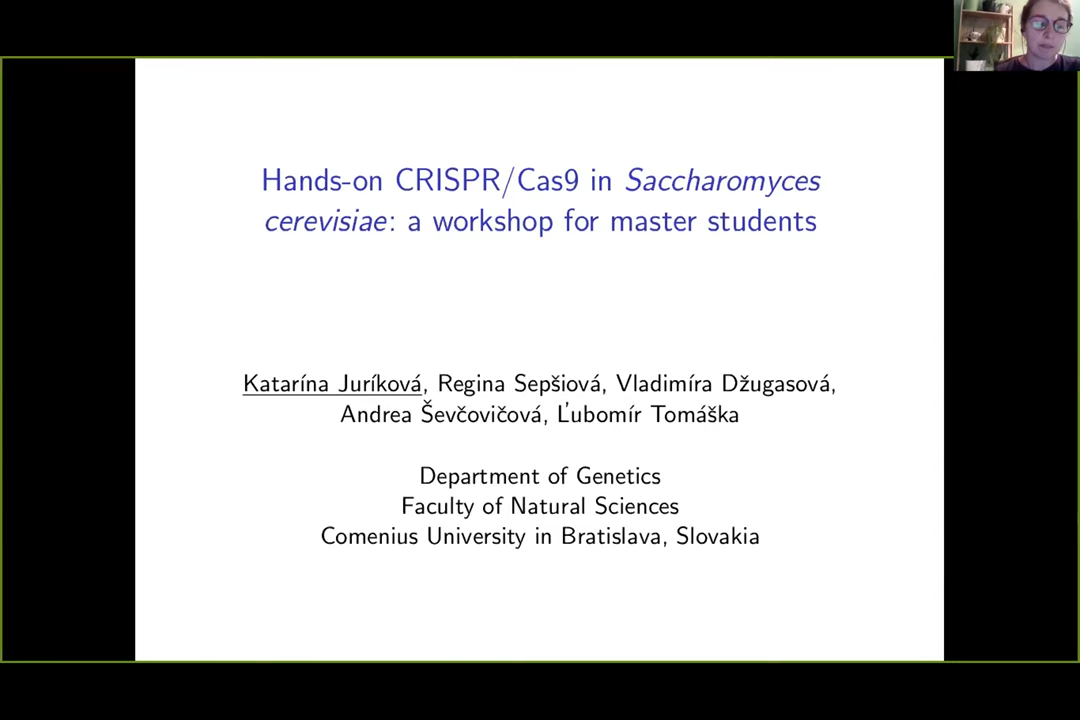 Hands-on CRISPR/Cas9 in Saccharomyces
cerevisiae: a workshop for master students
Katarína Juríková, Regina Sepšiová, Vladimíra Džugasová,
Andrea Ševčovičová, Ľubomír Tomáška
Department of Genetics
Faculty of Natural Sciences
Comenius University in Bratislava, Slovakia